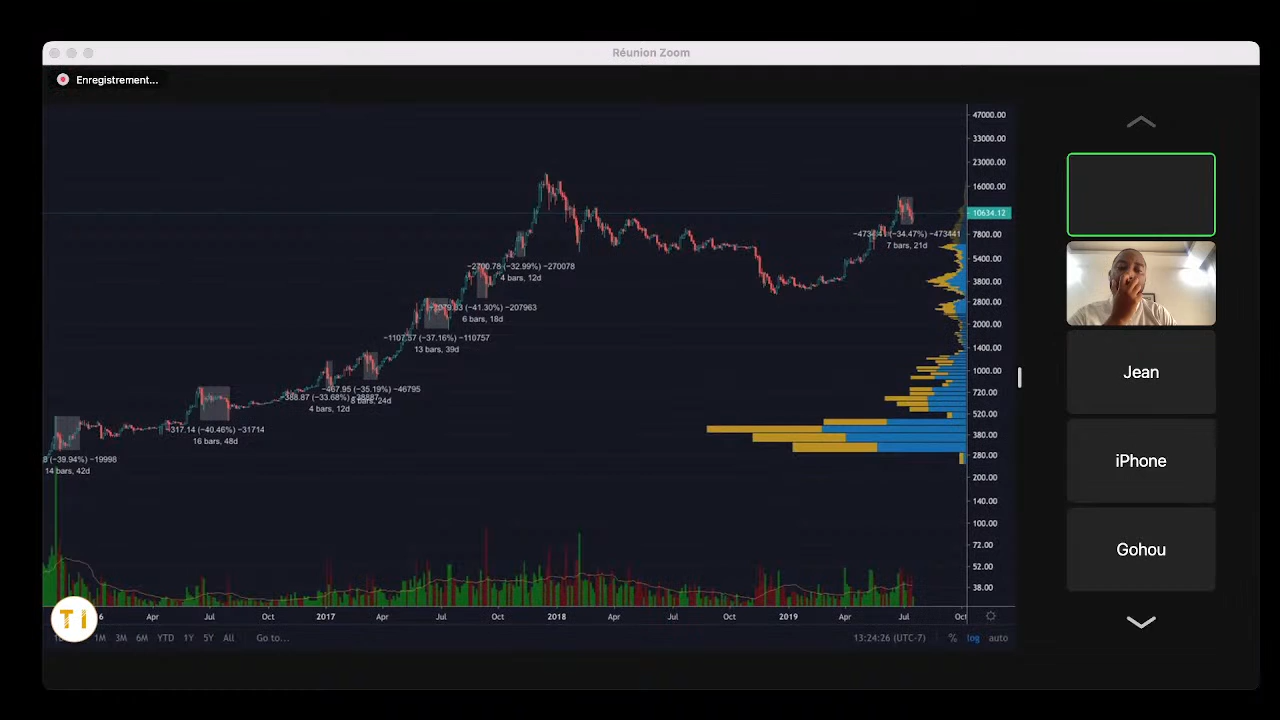 Réunion Zoom
Enregistrement...
47000.00
33000.00
23000.00
16000.00
10634.12
7800.00
5400.00
3800.00
2800.00
2000.00
1400.00
1000.00
720.00
520.00
380.00
280.00
200.00
140.00
100.00
72.00
52.00
38.00
(−34.47%) −473441
7 bars, 21d
−2700.78 (−32.99%) −270078
4 bars, 12d
(−41.30%) −207963
6 bars, 18d
−1107.57 (−37.16%) −110757
13 bars, 39d
(−35.19%) −46795
24d
(−33.68%)
4 bars, 12d
−317.14 (−40.46%) −31714
16 bars, 48d
8 (−39.94%) −19998
14 bars, 42d
6 Apr Jul Oct 2017 Apr Jul Oct 2018 Apr Jul Oct 2019 Apr Jul Oct
1M 3M 6M YTD 1Y 5Y All Go to...
13:24:26 (UTC-7) % log auto
TI
Jean
iPhone
Gohou